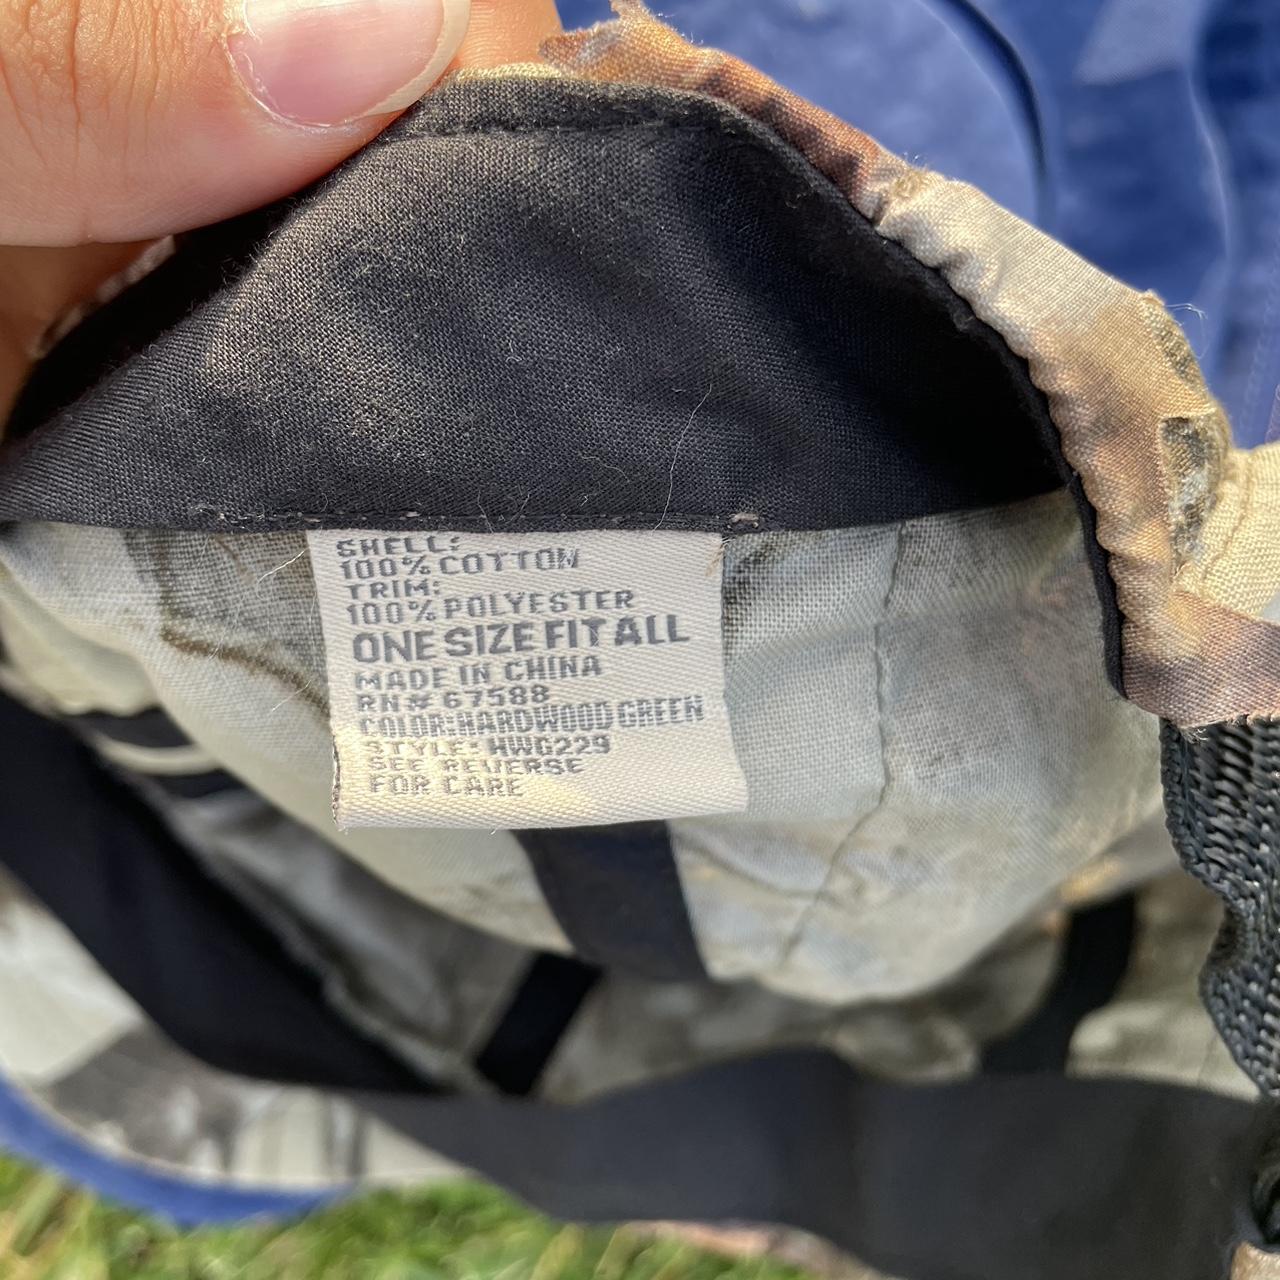 SHELL:
100% COTTON
TRIM:
100% POLYESTER
ONE SIZE FIT ALL
MADE IN CHINA
RN# 67588
COLOR:HARDWOOD GREEN
STYLE: HWG229
SEE REVERSE
FOR CARE